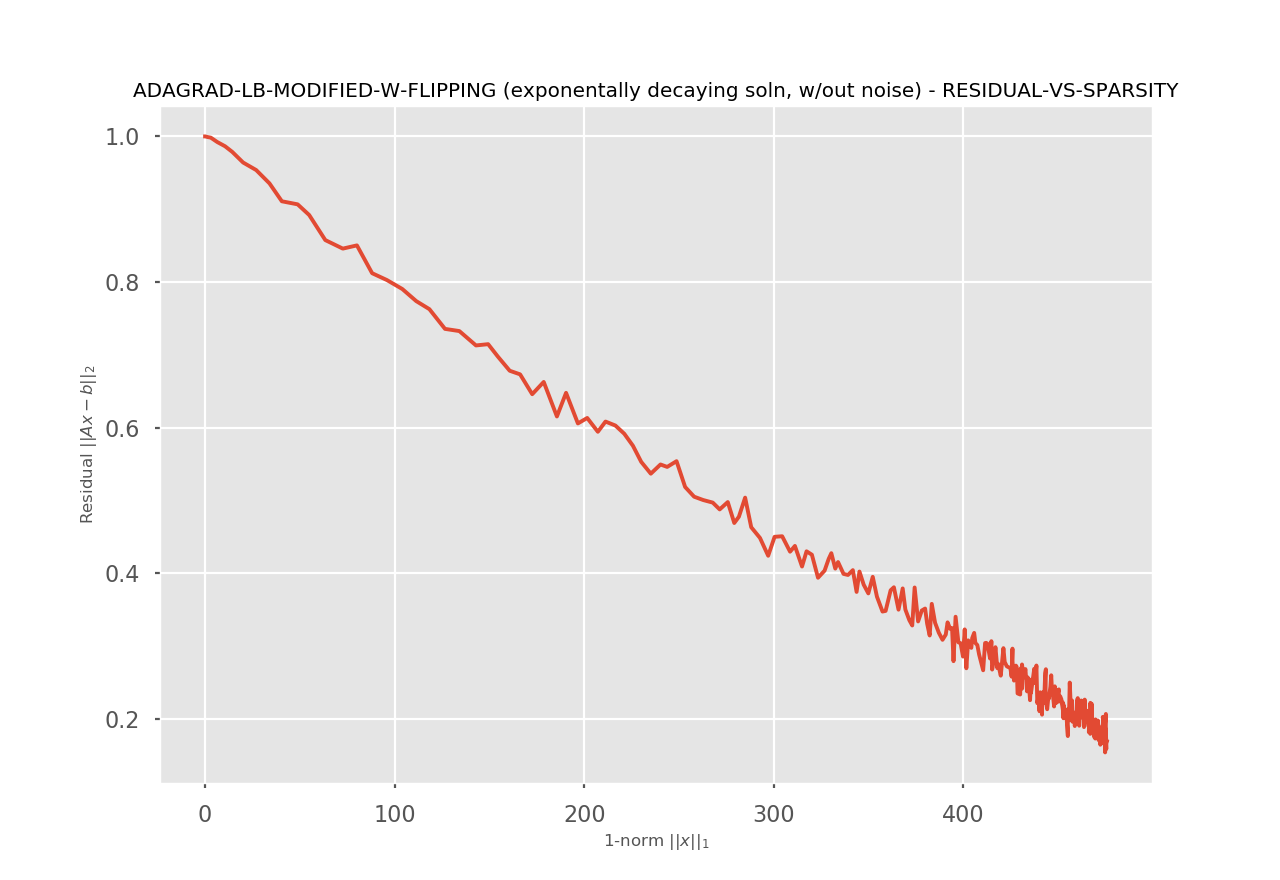 ADAGRAD-LB-MODIFIED-W-FLIPPING (exponentially decaying soln, w/out noise) - RESIDUAL-VS-SPARSITY
1.0
0.8
0.6
0.4
0.2
Residual ||Ax − b||₂
0 100 200 300 400
1-norm ||x||₁